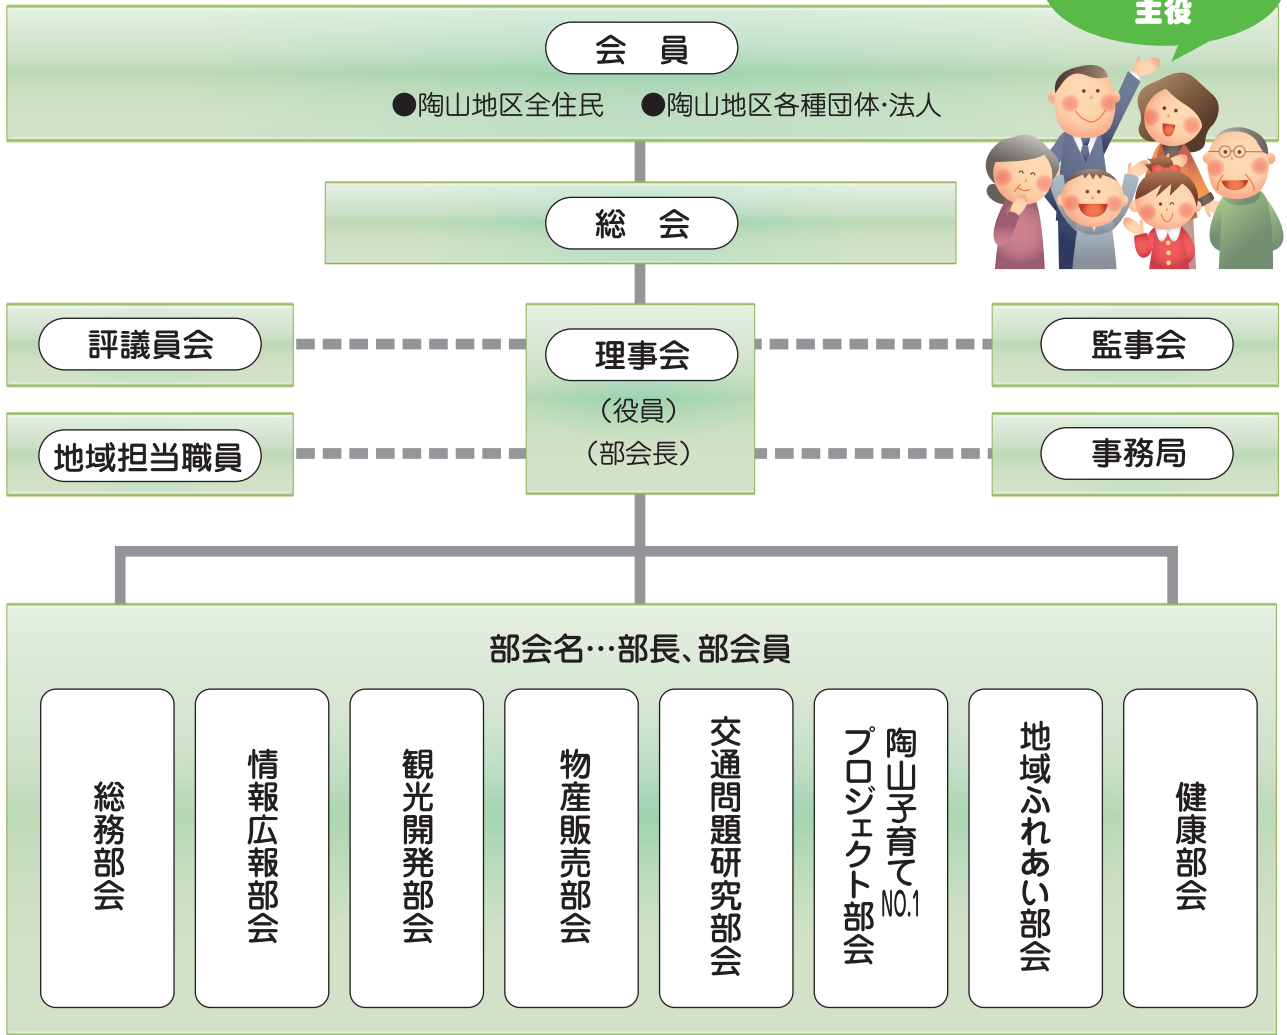 主役
会　員
●陶山地区全住民　●陶山地区各種団体・法人
総　会
評議員会
理事会
（役員）
（部会長）
監事会
地域担当職員
事務局
部会名…部長、部会員
総務部会
情報広報部会
観光開発部会
物産販売部会
交通問題研究部会
陶山子育てNO.1
プロジェクト部会
地域ふれあい部会
健康部会